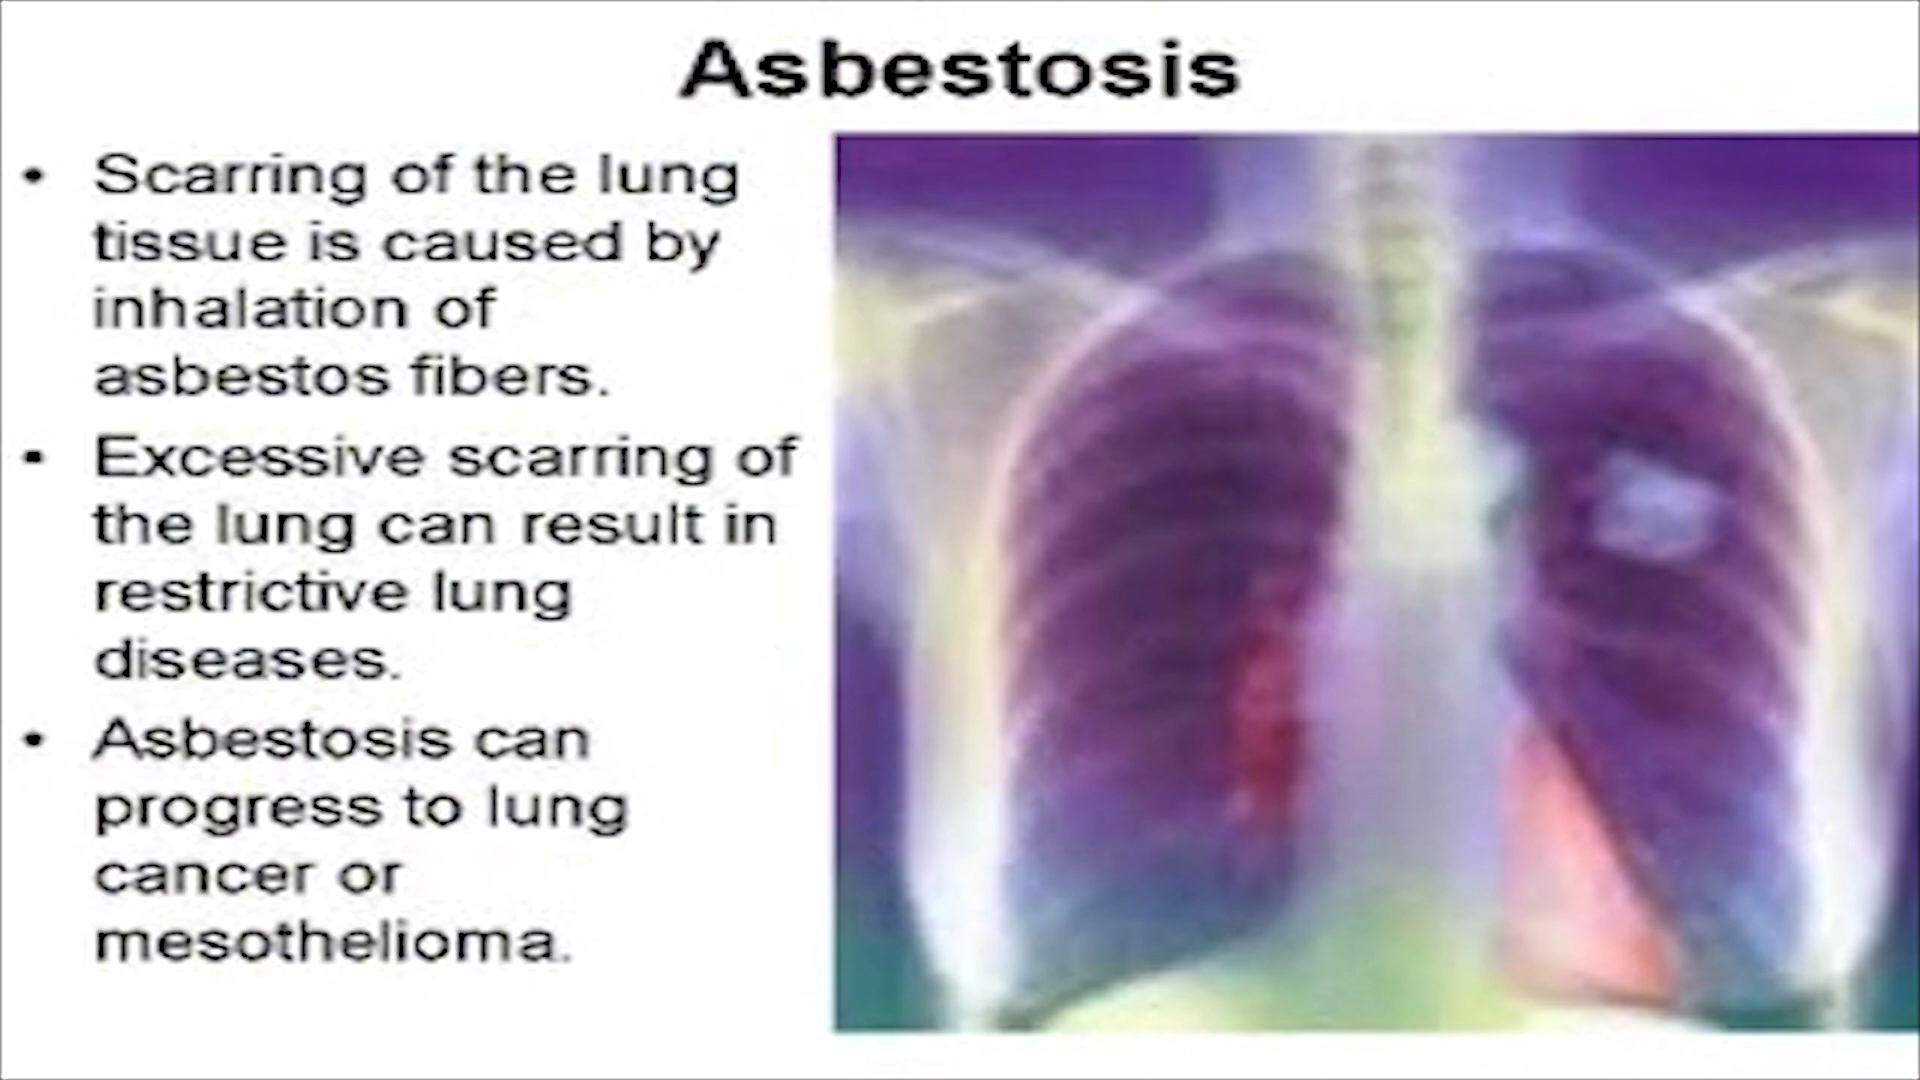 Asbestosis
• Scarring of the lung
tissue is caused by
inhalation of
asbestos fibers.
• Excessive scarring of
the lung can result in
restrictive lung
diseases.
• Asbestosis can
progress to lung
cancer or
mesothelioma.